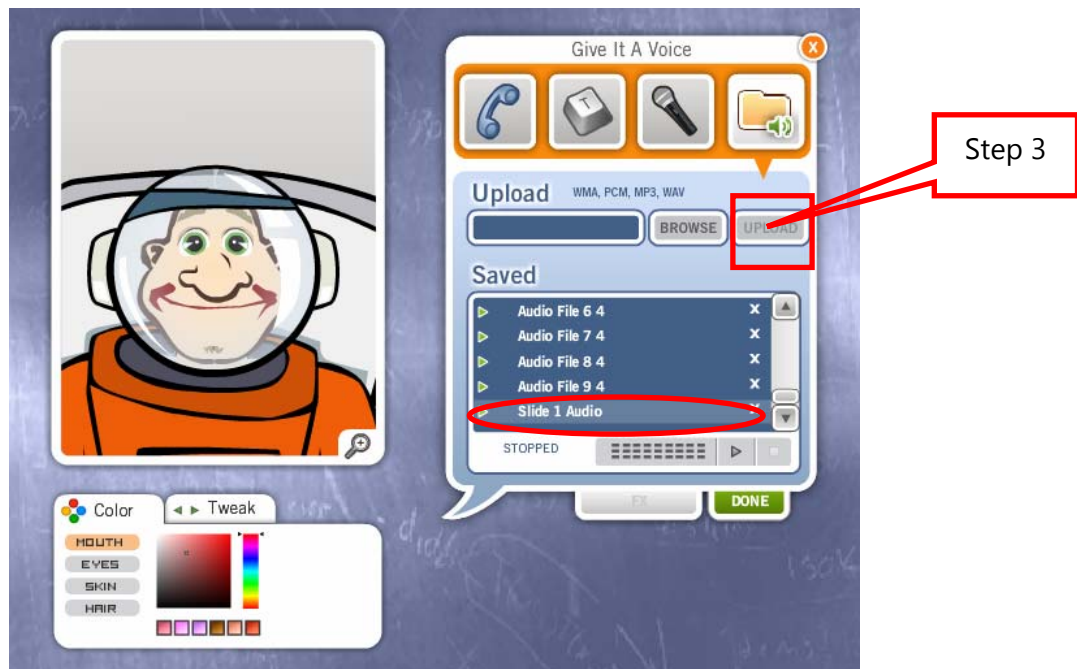 Give It A Voice
X
T
Step 3
Upload WMA, PCM, MP3, WAV
BROWSE UPLOAD
Saved
Audio File 6 4 X
Audio File 7 4 X
Audio File 8 4 X
Audio File 9 4 X
Slide 1 Audio X
STOPPED
FX DONE
Color Tweak
MOUTH
EYES
SKIN
HAIR